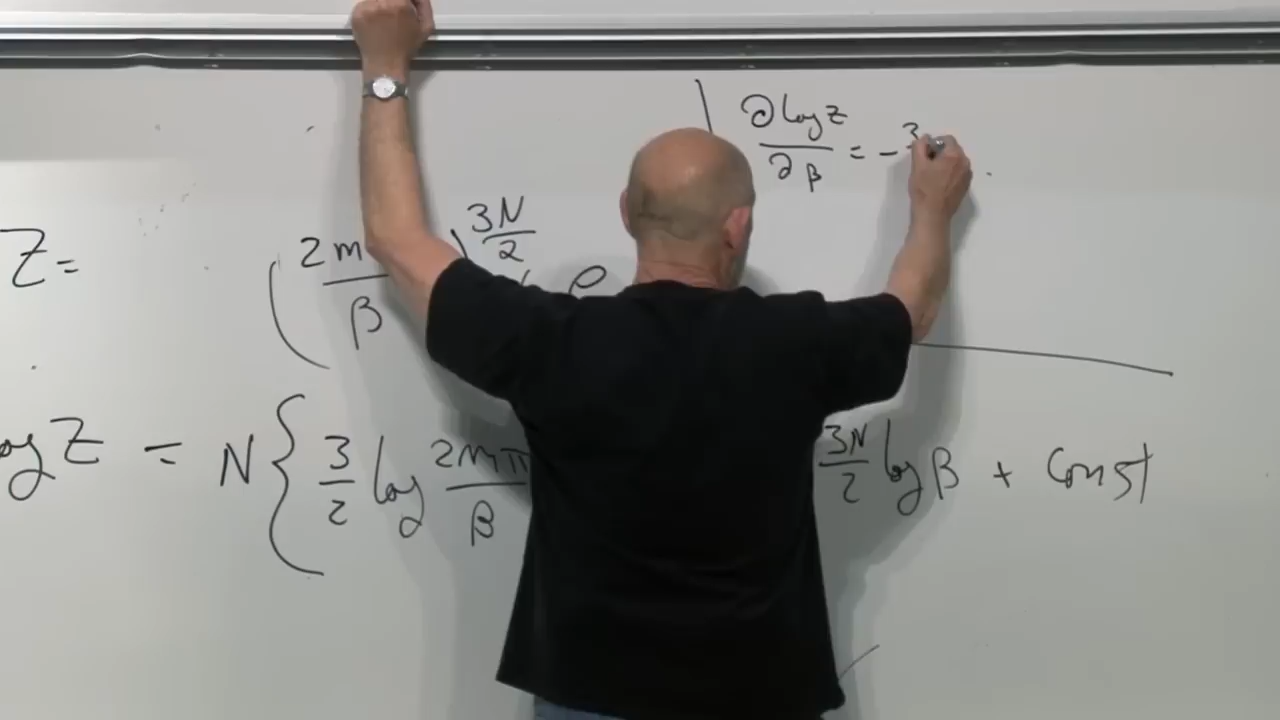 ∂ log Z / ∂β = - 3
Z = ( 2m / β ) 3N/2 ρ
log Z = N { 3/2 log 2mπ / β 3N/2 log β + Const